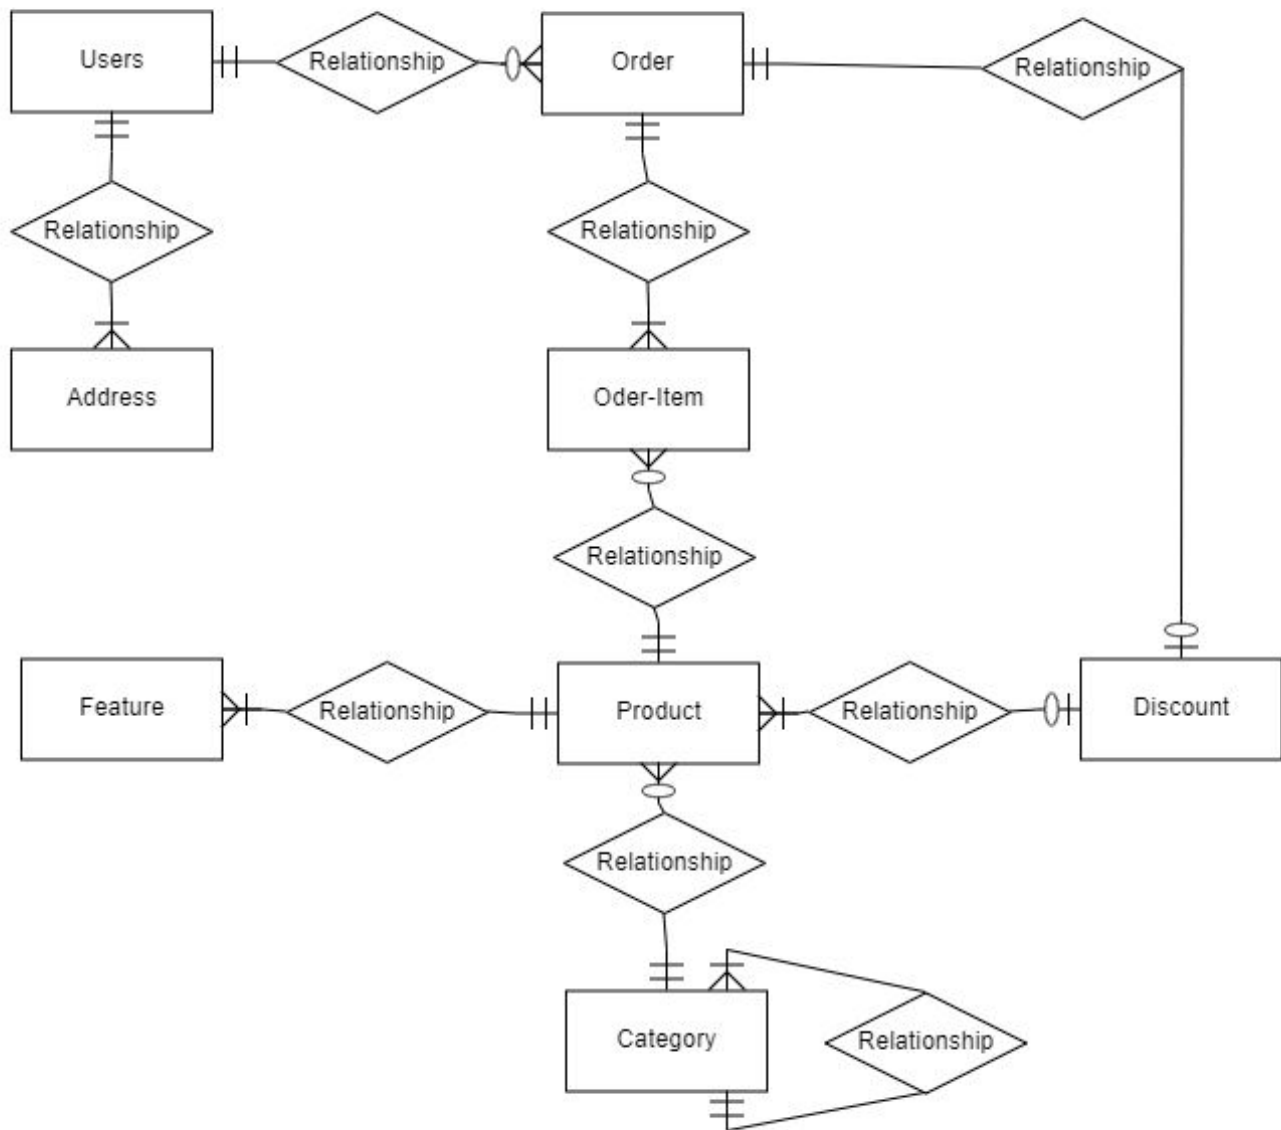 Users
Relationship
Order
Relationship
Relationship
Relationship
Address
Oder-Item
Relationship
Feature
Relationship
Product
Relationship
Discount
Relationship
Category
Relationship